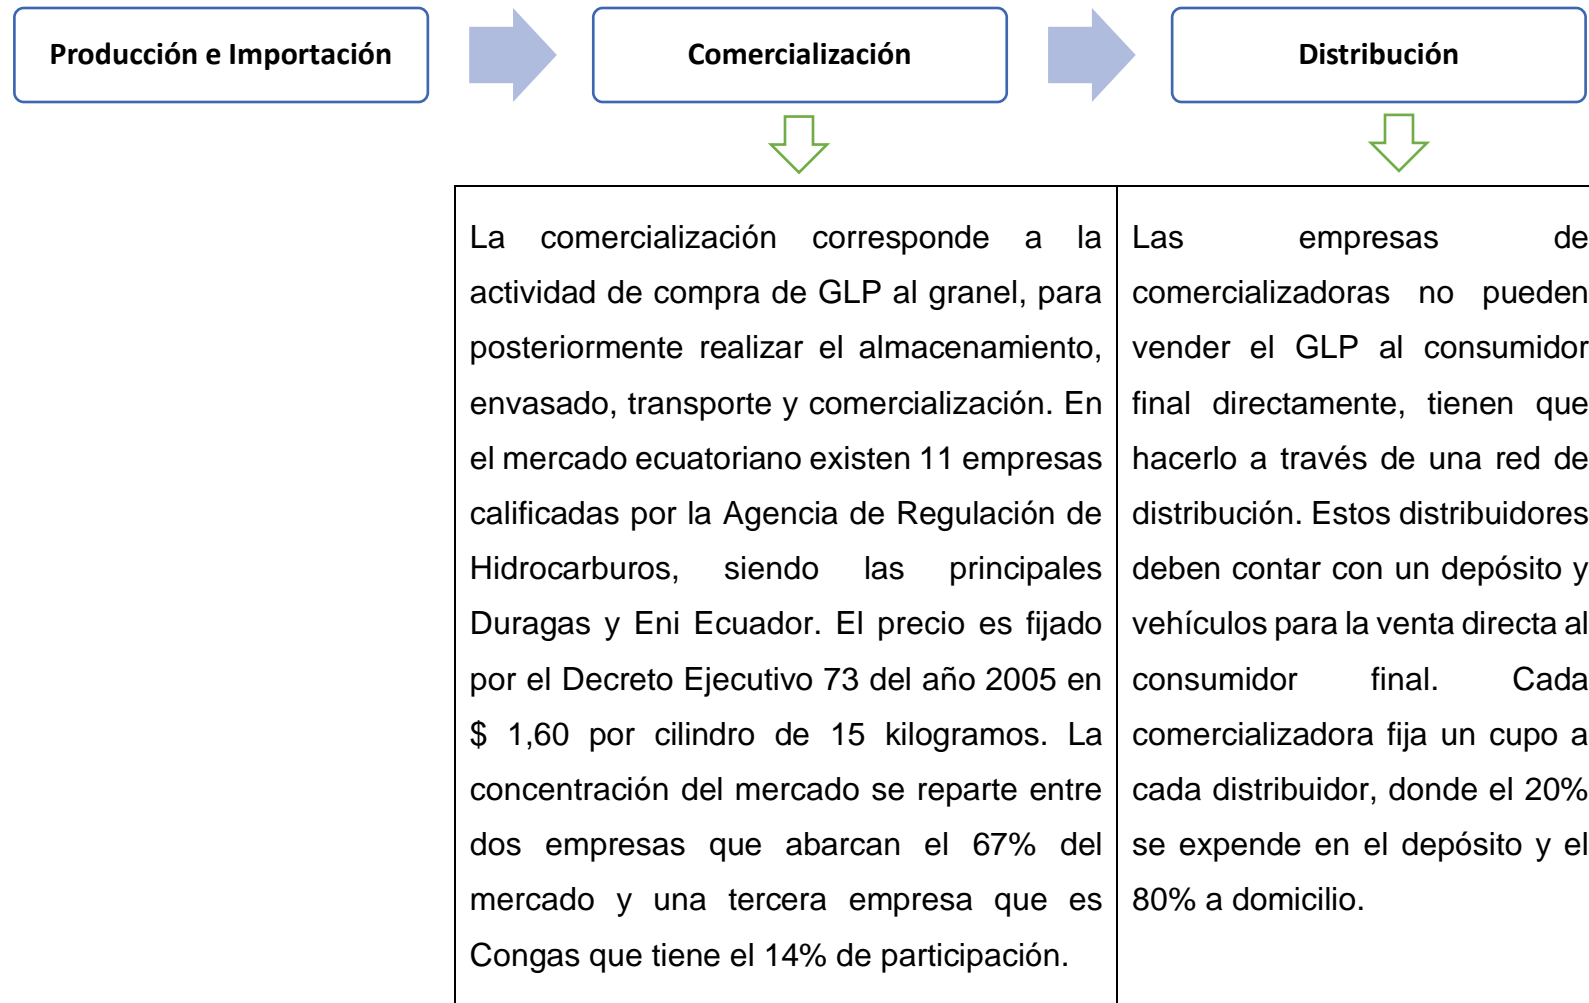 Producción e Importación
Comercialización
Distribución
La comercialización corresponde a la
actividad de compra de GLP al granel, para
posteriormente realizar el almacenamiento,
envasado, transporte y comercialización. En
el mercado ecuatoriano existen 11 empresas
calificadas por la Agencia de Regulación de
Hidrocarburos, siendo las principales
Duragas y Eni Ecuador. El precio es fijado
por el Decreto Ejecutivo 73 del año 2005 en
$ 1,60 por cilindro de 15 kilogramos. La
concentración del mercado se reparte entre
dos empresas que abarcan el 67% del
mercado y una tercera empresa que es
Congas que tiene el 14% de participación.
Las empresas de
comercializadoras no pueden
vender el GLP al consumidor
final directamente, tienen que
hacerlo a través de una red de
distribución. Estos distribuidores
deben contar con un depósito y
vehículos para la venta directa al
consumidor final. Cada
comercializadora fija un cupo a
cada distribuidor, donde el 20%
se expende en el depósito y el
80% a domicilio.